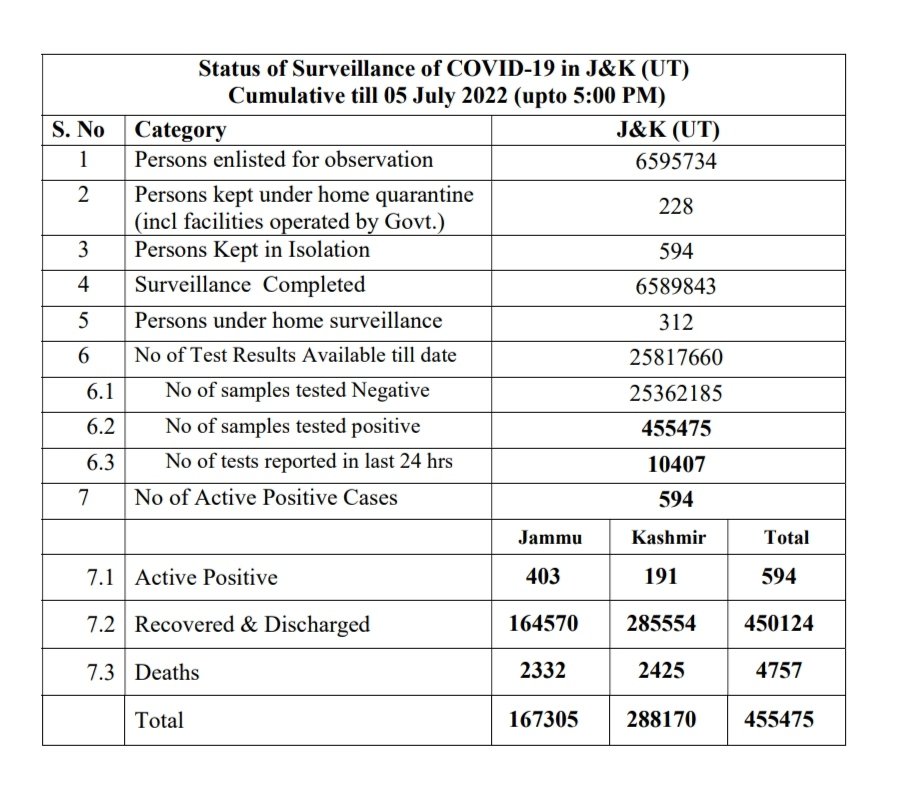 Status of Surveillance of COVID-19 in J&K (UT)
Cumulative till 05 July 2022 (upto 5:00 PM)
S. No Category J&K (UT)
1 Persons enlisted for observation 6595734
2 Persons kept under home quarantine
(incl facilities operated by Govt.) 228
3 Persons Kept in Isolation 594
4 Surveillance Completed 6589843
5 Persons under home surveillance 312
6 No of Test Results Available till date 25817660
6.1 No of samples tested Negative 25362185
6.2 No of samples tested positive 455475
6.3 No of tests reported in last 24 hrs 10407
7 No of Active Positive Cases 594
Jammu Kashmir Total
7.1 Active Positive 403 191 594
7.2 Recovered & Discharged 164570 285554 450124
7.3 Deaths 2332 2425 4757
Total 167305 288170 455475